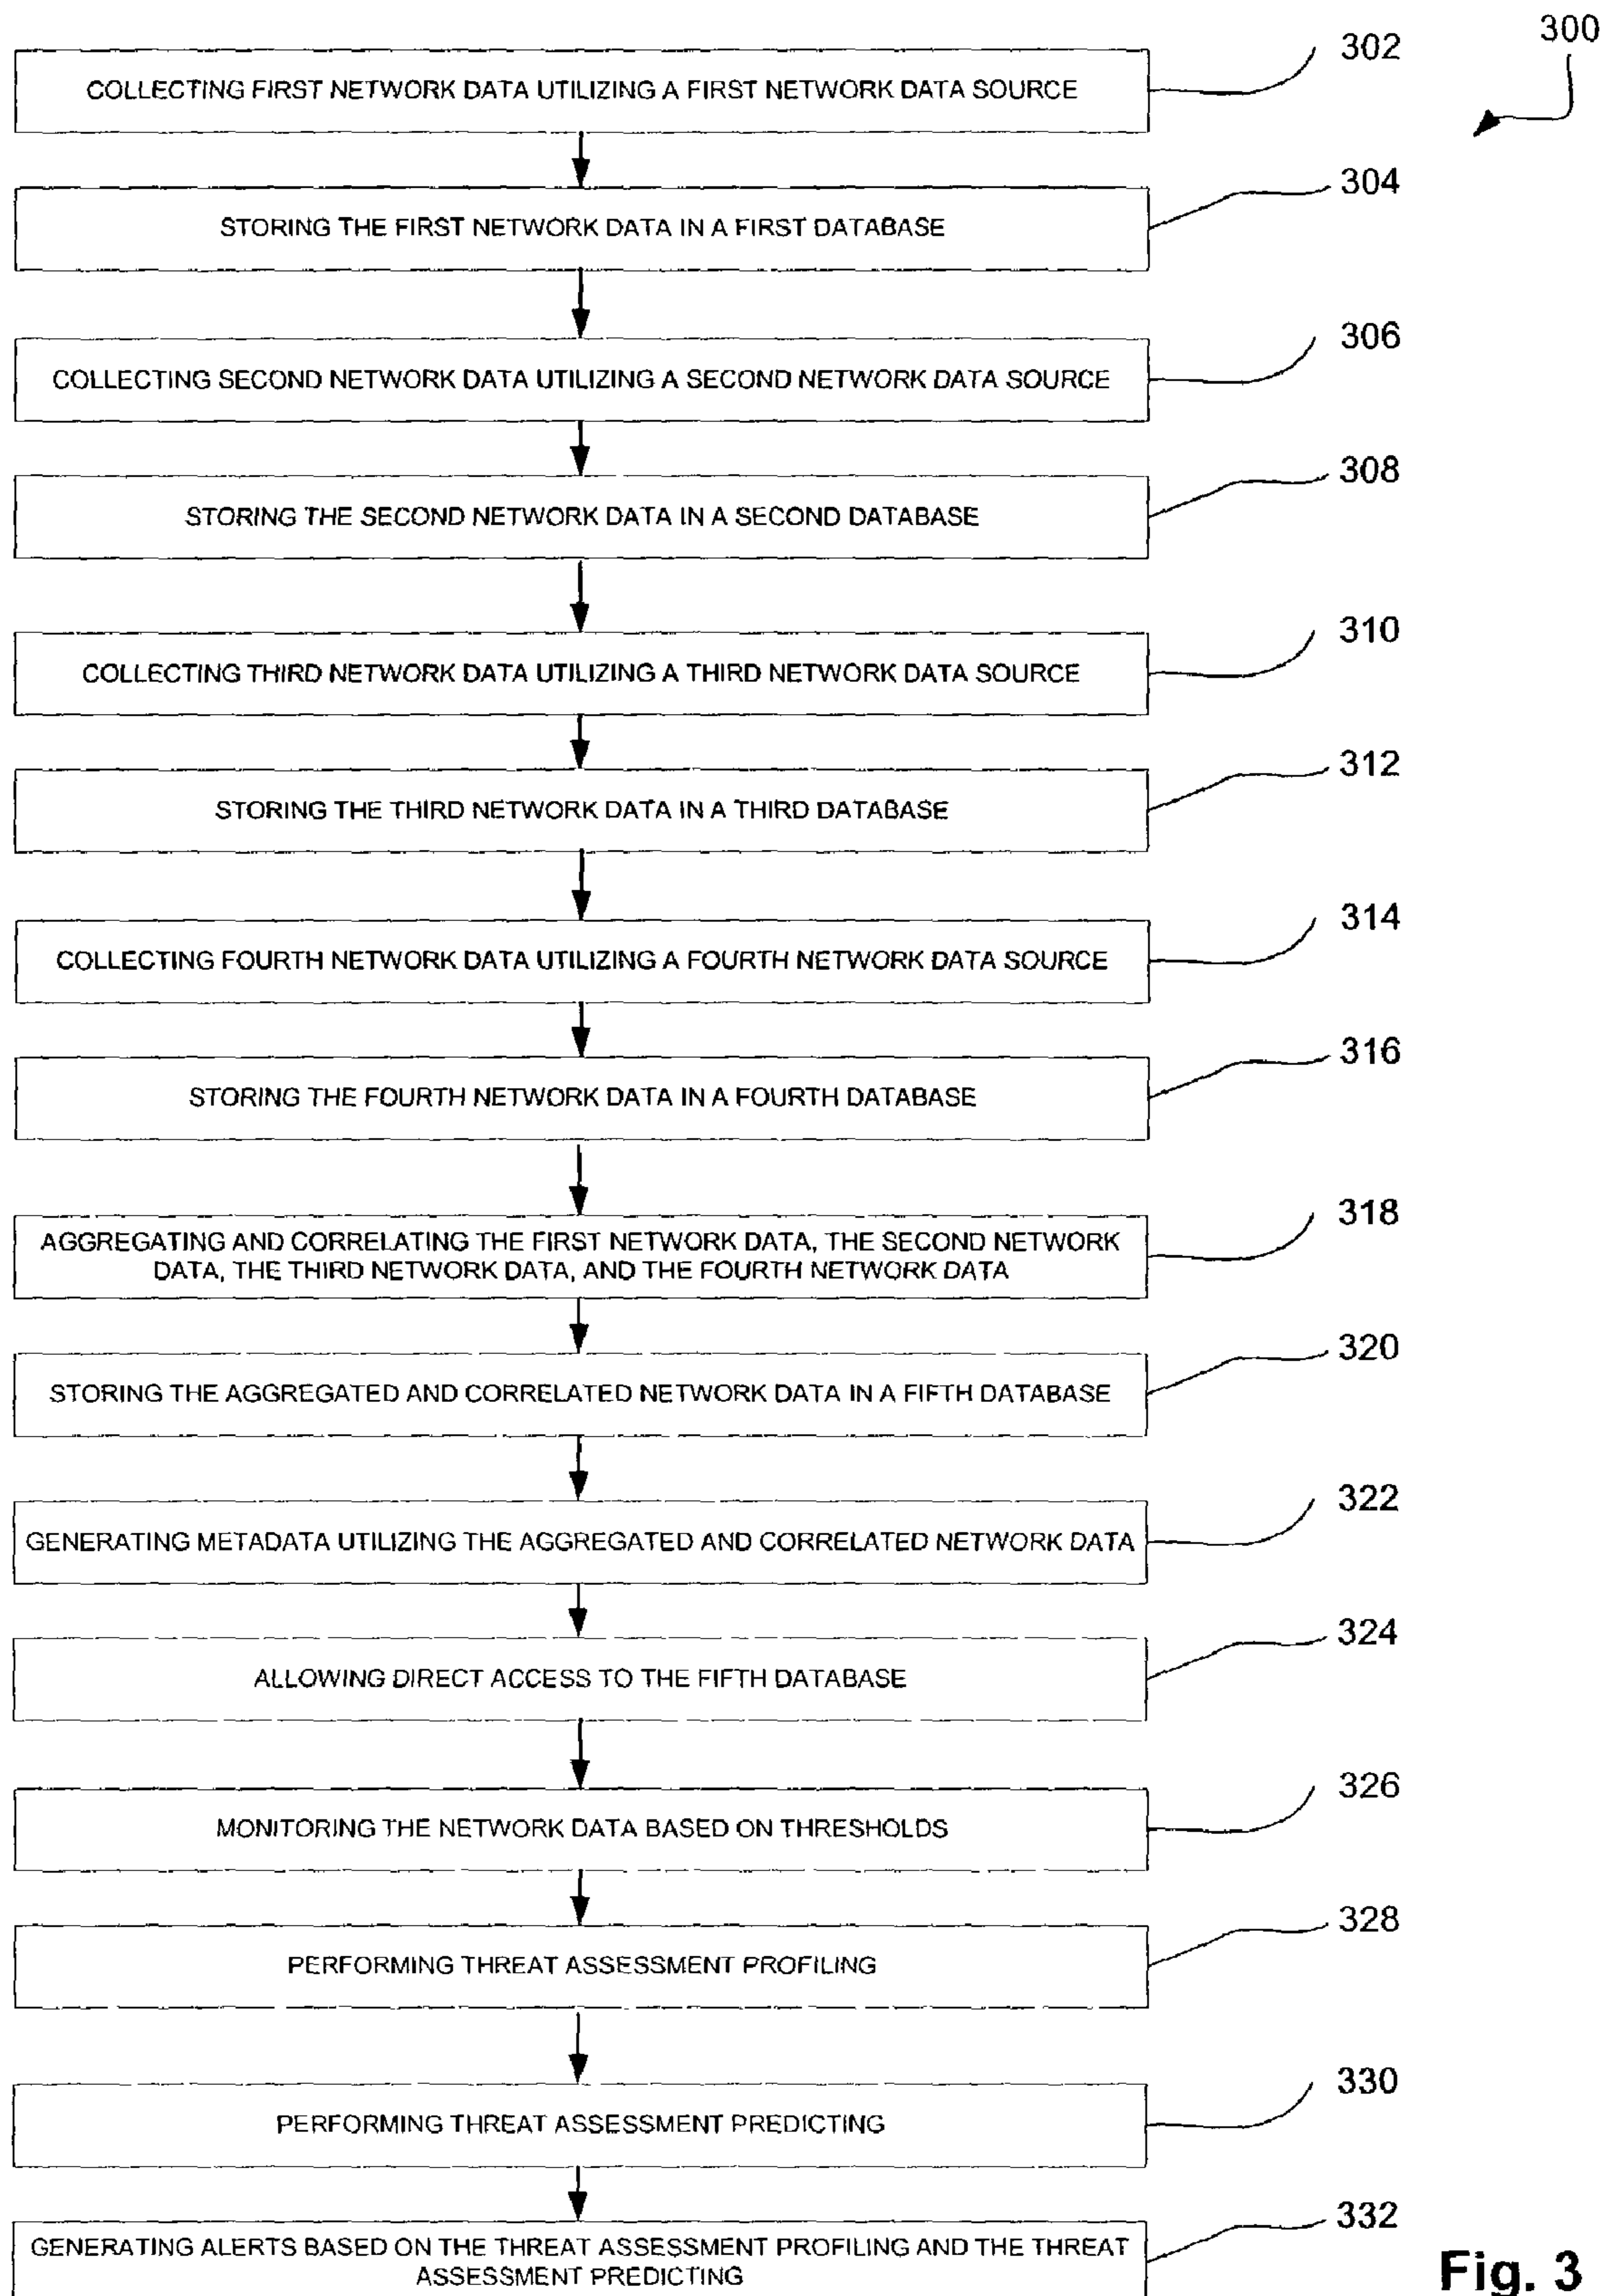 300
COLLECTING FIRST NETWORK DATA UTILIZING A FIRST NETWORK DATA SOURCE
302
STORING THE FIRST NETWORK DATA IN A FIRST DATABASE
304
COLLECTING SECOND NETWORK DATA UTILIZING A SECOND NETWORK DATA SOURCE
306
STORING THE SECOND NETWORK DATA IN A SECOND DATABASE
308
COLLECTING THIRD NETWORK DATA UTILIZING A THIRD NETWORK DATA SOURCE
310
STORING THE THIRD NETWORK DATA IN A THIRD DATABASE
312
COLLECTING FOURTH NETWORK DATA UTILIZING A FOURTH NETWORK DATA SOURCE
314
STORING THE FOURTH NETWORK DATA IN A FOURTH DATABASE
316
AGGREGATING AND CORRELATING THE FIRST NETWORK DATA, THE SECOND NETWORK
DATA, THE THIRD NETWORK DATA, AND THE FOURTH NETWORK DATA
318
STORING THE AGGREGATED AND CORRELATED NETWORK DATA IN A FIFTH DATABASE
320
GENERATING METADATA UTILIZING THE AGGREGATED AND CORRELATED NETWORK DATA
322
ALLOWING DIRECT ACCESS TO THE FIFTH DATABASE
324
MONITORING THE NETWORK DATA BASED ON THRESHOLDS
326
PERFORMING THREAT ASSESSMENT PROFILING
328
PERFORMING THREAT ASSESSMENT PREDICTING
330
GENERATING ALERTS BASED ON THE THREAT ASSESSMENT PROFILING AND THE THREAT
ASSESSMENT PREDICTING
332
Fig. 3